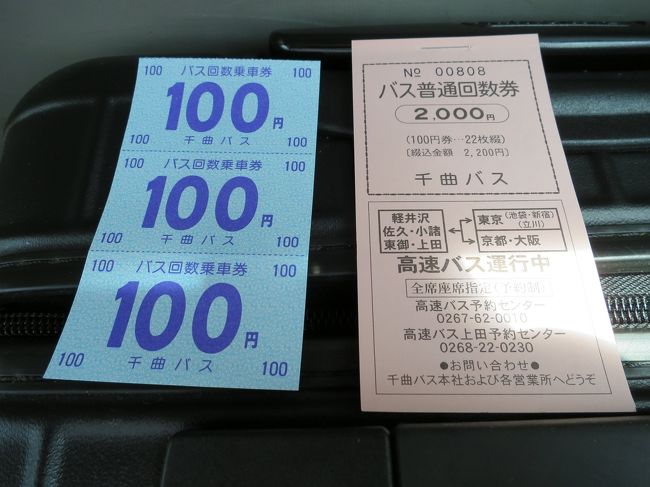 100 バス回数乗車券 100
100円
100 千曲バス 100
バス回数乗車券
100円
千曲バス
100 バス回数乗車券 100
100円
100 千曲バス 100
No 00808
バス普通回数券
2,000円
(100円券…22枚綴)
〔綴込金額 2,200円〕
千曲バス
軽井沢
佐久・小諸
東御・上田
東京(池袋・新宿)(立川)
京都・大阪
高速バス運行中
全席座席指定(予約制)
高速バス予約センター
0267-62-0010
高速バス上田予約センター
0268-22-0230
●お問い合わせ●
千曲バス本社および各営業所へどうぞ